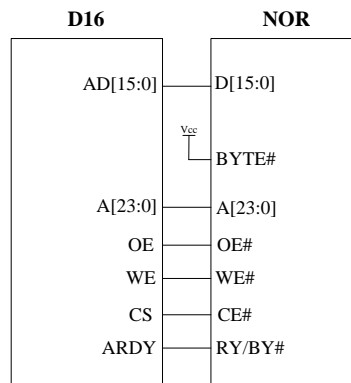 D16 NOR
AD[15:0] D[15:0]
Vcc
BYTE#
A[23:0] A[23:0]
OE OE#
WE WE#
CS CE#
ARDY RY/BY#